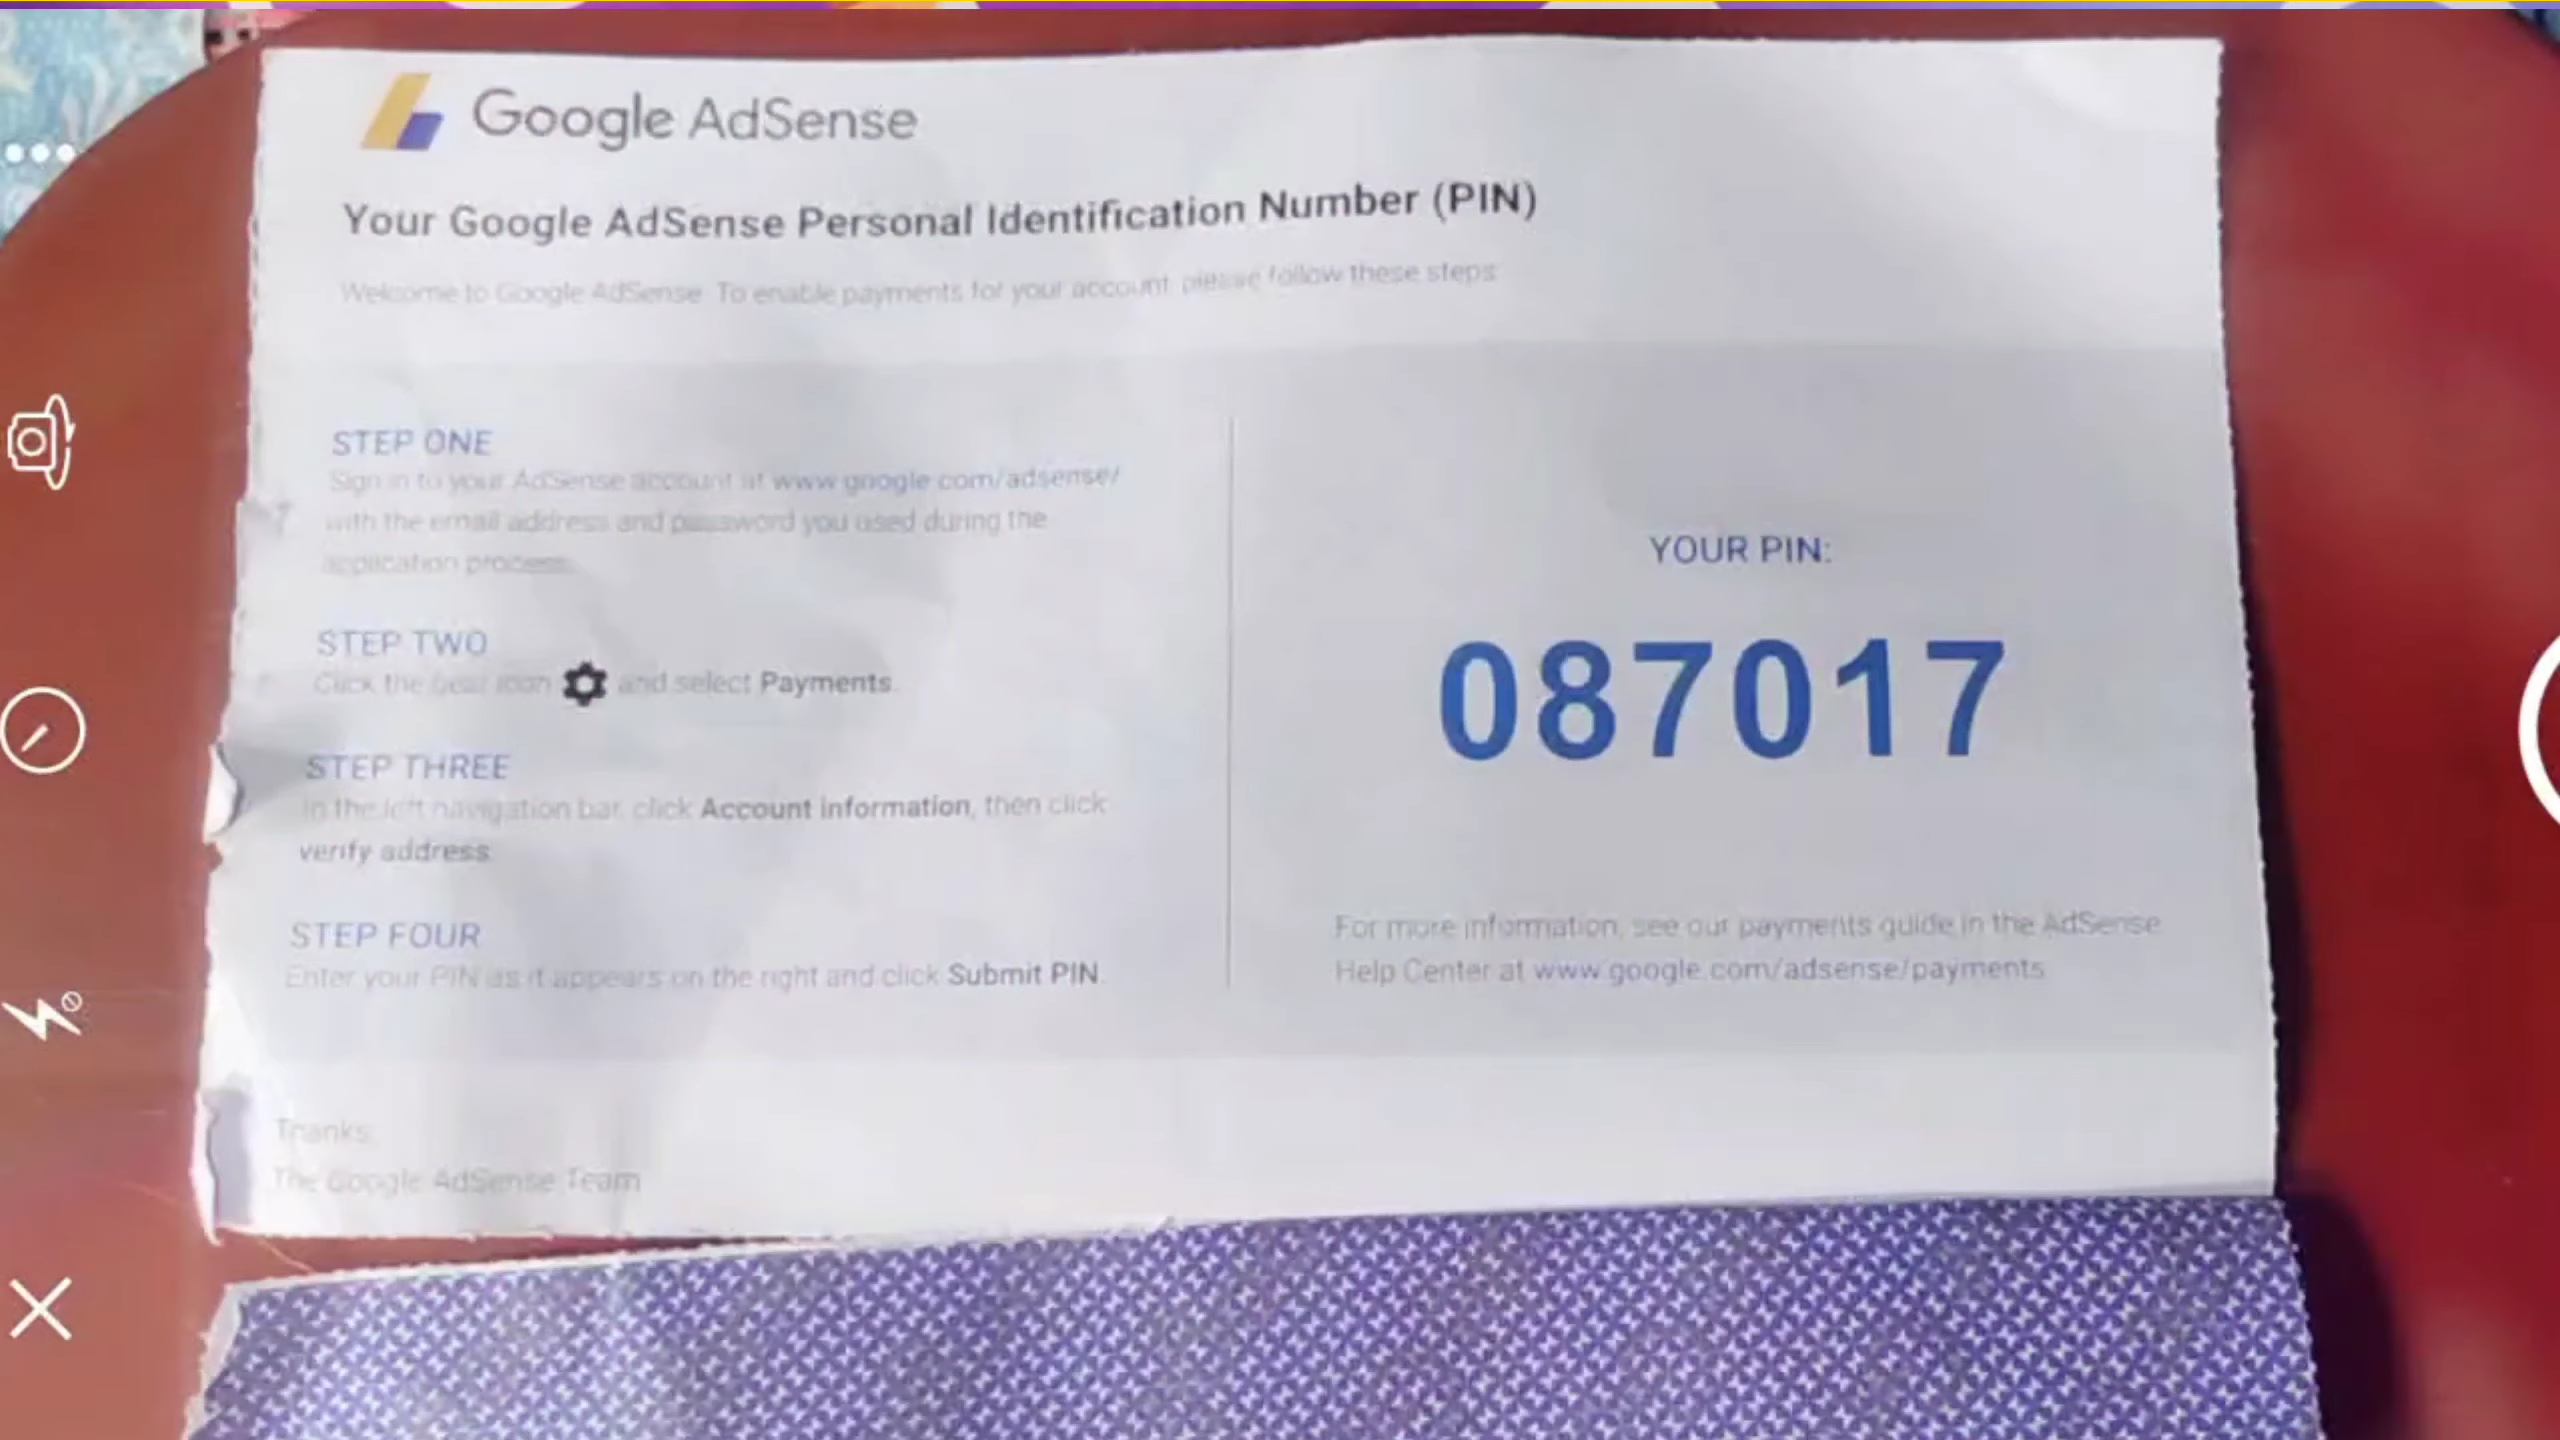 Google AdSense
Your Google AdSense Personal Identification Number (PIN)
Welcome to Google AdSense. To enable payments for your account, please follow these steps:
STEP ONE
Sign in to your AdSense account at www.google.com/adsense/
with the email address and password you used during the
application process.
STEP TWO
Click the Gear icon and select Payments.
STEP THREE
In the left navigation bar, click Account information, then click
verify address.
STEP FOUR
Enter your PIN as it appears on the right and click Submit PIN.
YOUR PIN:
087017
For more information, see our payments guide in the AdSense
Help Center at www.google.com/adsense/payments
Thanks,
The Google AdSense Team